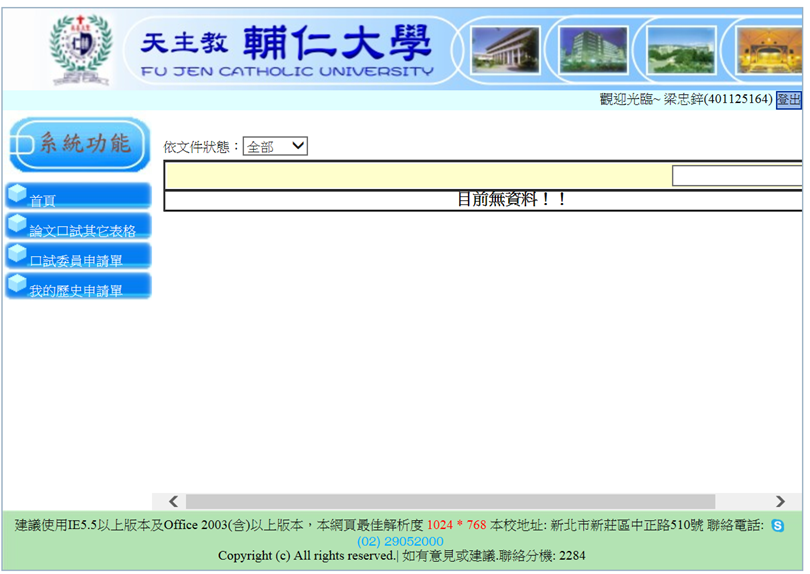 天主教 輔仁大學
FU JEN CATHOLIC UNIVERSITY
觀迎光臨~ 梁忠鋅(401125164) 登出
系統功能
依文件狀態：全部
首頁
目前無資料！！
論文口試其它表格
口試委員申請單
我的歷史申請單
建議使用IE5.5以上版本及Office 2003(含)以上版本，本網頁最佳解析度 1024 * 768 本校地址: 新北市新莊區中正路510號 聯絡電話:
(02) 29052000
Copyright (c) All rights reserved.| 如有意見或建議.聯絡分機: 2284